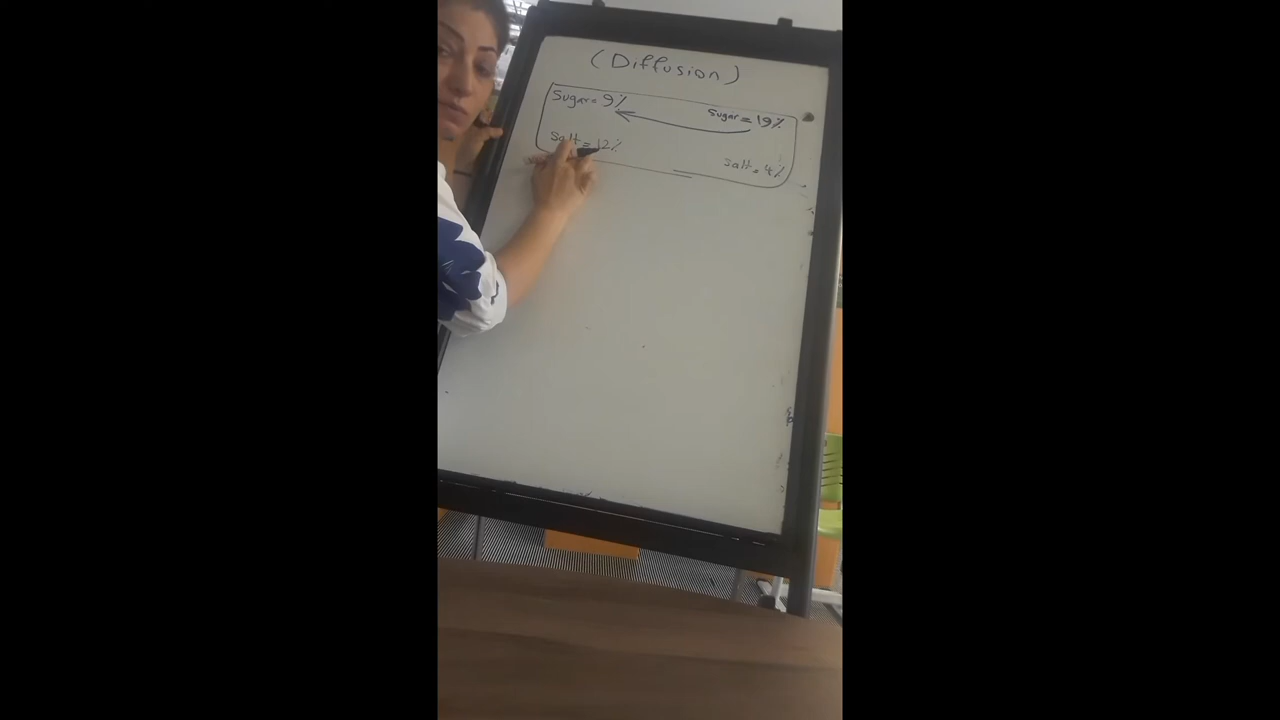 (Diffusion)
Sugar = 9%
Sugar = 19%
Salt = 12%
Salt = 4%